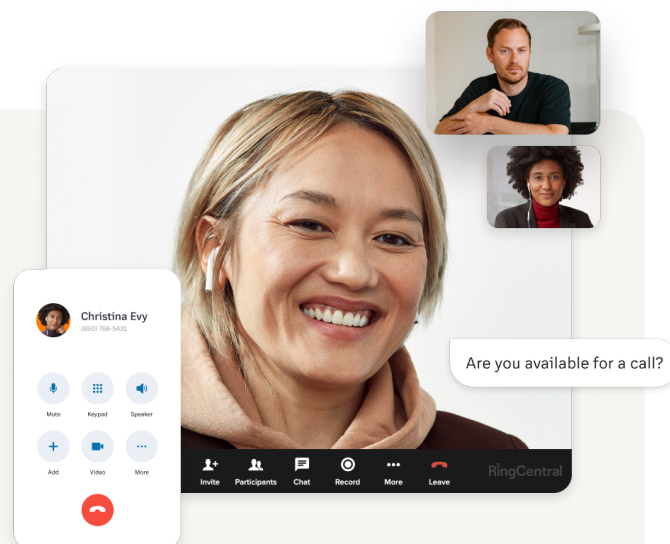 Christina Evy
(650) 768-5431
Mute
Keypad
Speaker
Add
Video
More
Are you available for a call?
Invite
Participants
Chat
Record
More
Leave
RingCentral